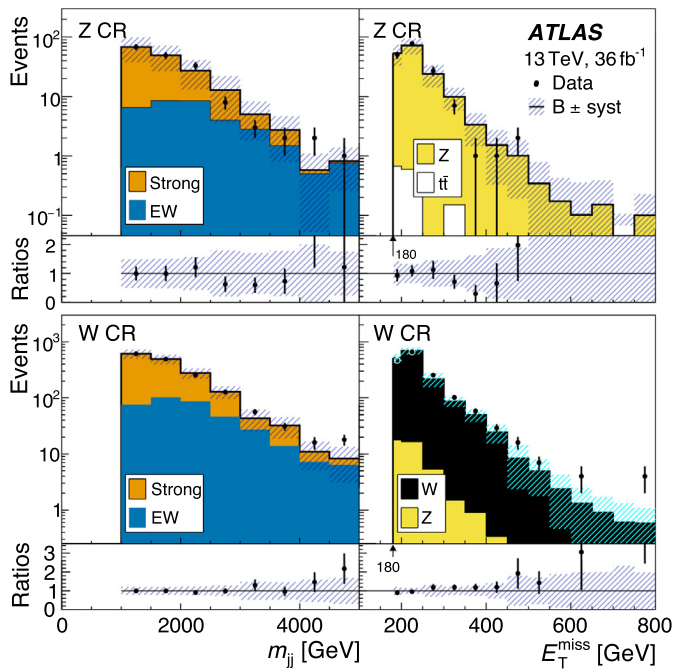 Z CR
Z CR
ATLAS
13 TeV, 36 fb⁻¹
Data
B ± syst
Events
10²
10
1
10⁻¹
Strong
EW
Z
tt̄
Ratios
2
1
0
180
W CR
W CR
Events
10³
10²
10
1
Strong
EW
W
Z
Ratios
3
2
1
0
180
0 2000 4000
200 400 600 800
m_jj [GeV]
E_T^miss [GeV]